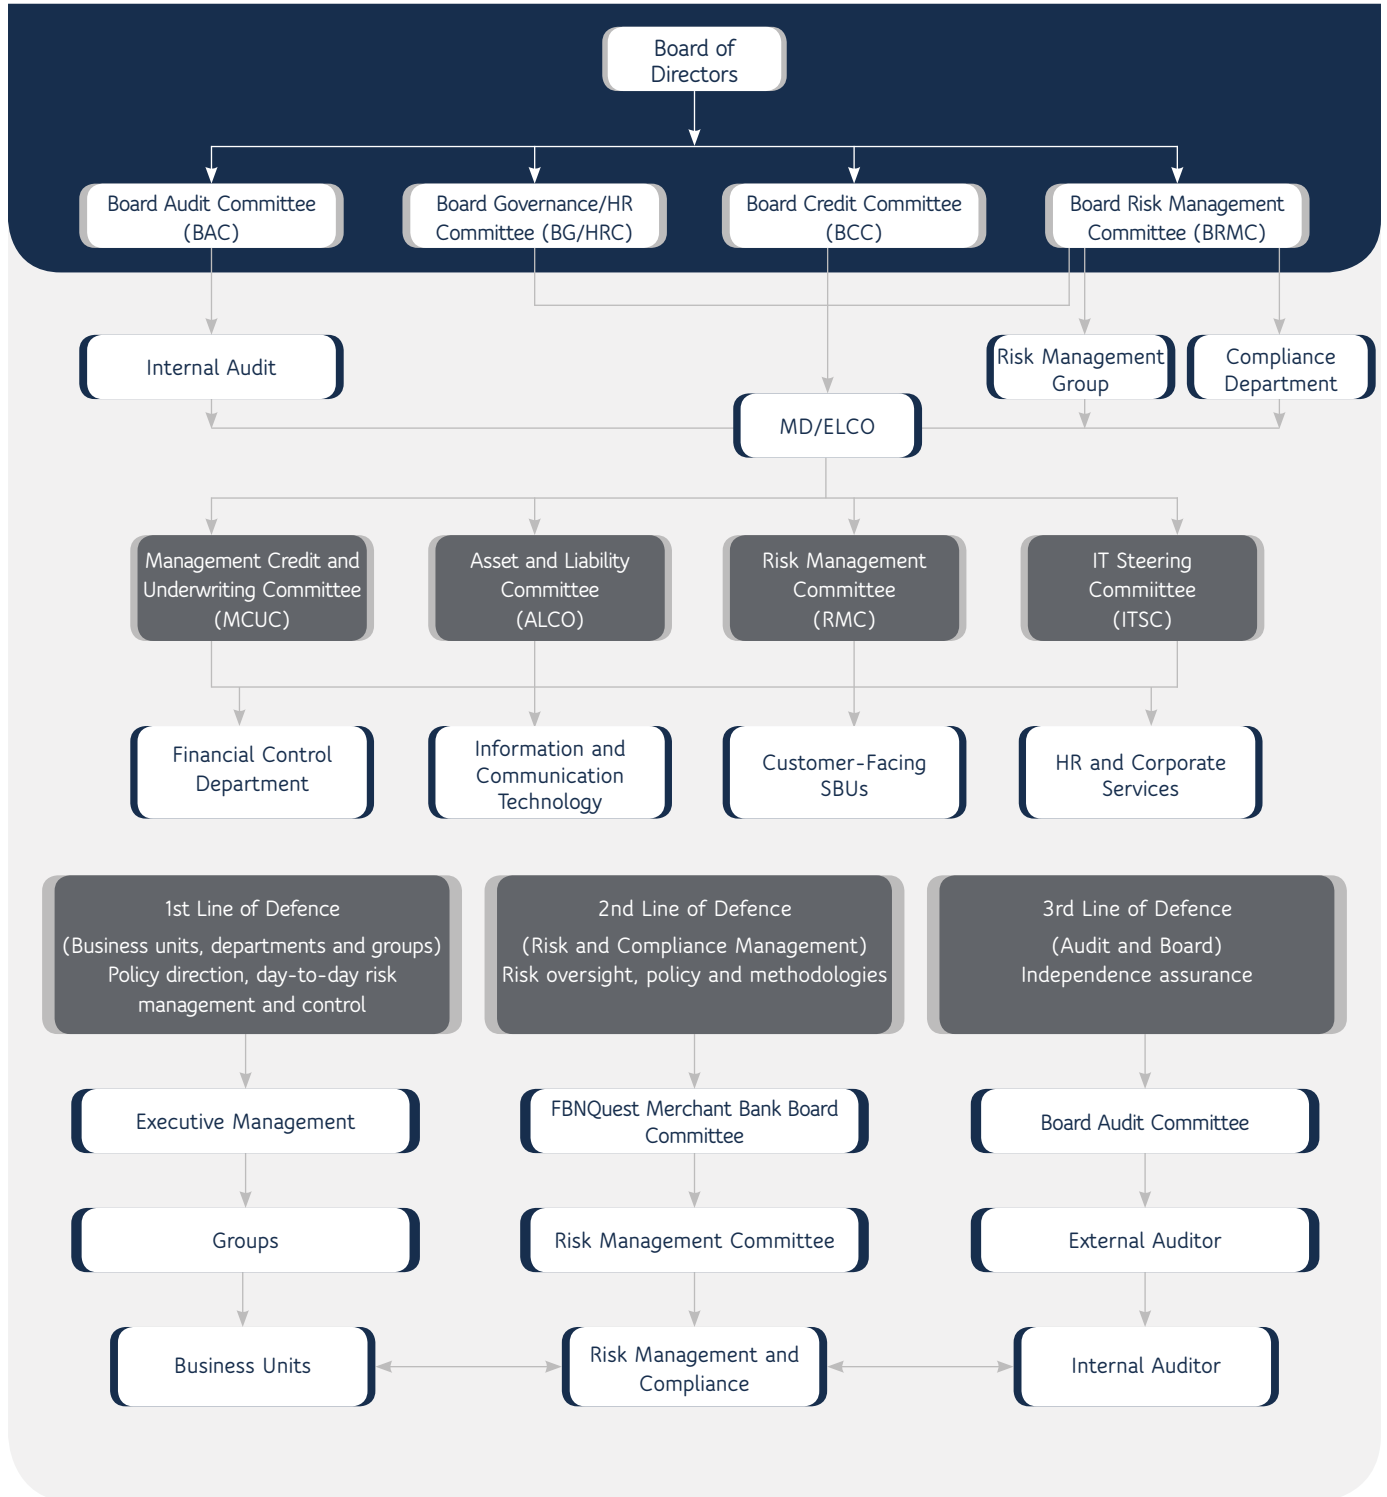 Board of
Directors
Board Audit Committee
(BAC)
Board Governance/HR
Committee (BG/HRC)
Board Credit Committee
(BCC)
Board Risk Management
Committee (BRMC)
Internal Audit
Risk Management
Group
Compliance
Department
MD/ELCO
Management Credit and
Underwriting Committee
(MCUC)
Asset and Liability
Committee
(ALCO)
Risk Management
Committee
(RMC)
IT Steering
Commiittee
(ITSC)
Financial Control
Department
Information and
Communication
Technology
Customer-Facing
SBUs
HR and Corporate
Services
1st Line of Defence
(Business units, departments and groups)
Policy direction, day-to-day risk
management and control
2nd Line of Defence
(Risk and Compliance Management)
Risk oversight, policy and methodologies
3rd Line of Defence
(Audit and Board)
Independence assurance
Executive Management
FBNQuest Merchant Bank Board
Committee
Board Audit Committee
Groups
Risk Management Committee
External Auditor
Business Units
Risk Management and
Compliance
Internal Auditor